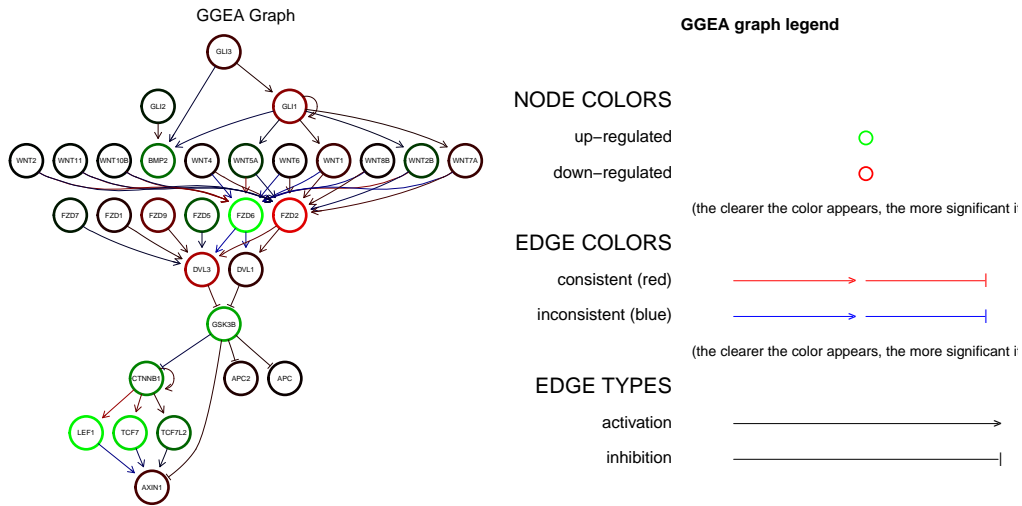 GGEA Graph
GLI3
GLI2
GLI1
WNT2
WNT11
WNT10B
BMP2
WNT4
WNT5A
WNT6
WNT1
WNT8B
WNT2B
WNT7A
FZD7
FZD1
FZD9
FZD5
FZD6
FZD2
DVL3
DVL1
GSK3B
CTNNB1
APC2
APC
LEF1
TCF7
TCF7L2
AXIN1
GGEA graph legend
NODE COLORS
up−regulated
down−regulated
(the clearer the color appears, the more significant i
EDGE COLORS
consistent (red)
inconsistent (blue)
(the clearer the color appears, the more significant i
EDGE TYPES
activation
inhibition